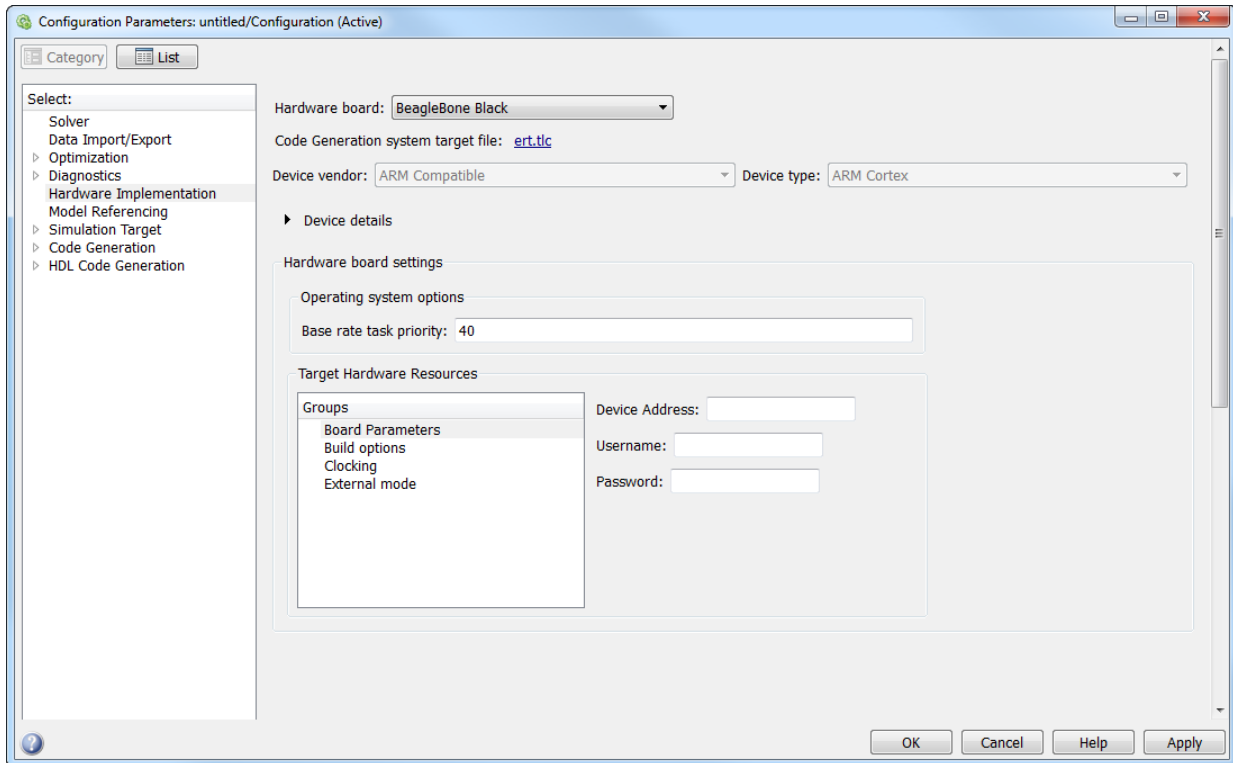 Configuration Parameters: untitled/Configuration (Active)
Category List
Select:
Solver
Data Import/Export
Optimization
Diagnostics
Hardware Implementation
Model Referencing
Simulation Target
Code Generation
HDL Code Generation
Hardware board: BeagleBone Black
Code Generation system target file: ert.tlc
Device vendor: ARM Compatible Device type: ARM Cortex
Device details
Hardware board settings
Operating system options
Base rate task priority: 40
Target Hardware Resources
Groups
Board Parameters
Build options
Clocking
External mode
Device Address:
Username:
Password:
OK Cancel Help Apply